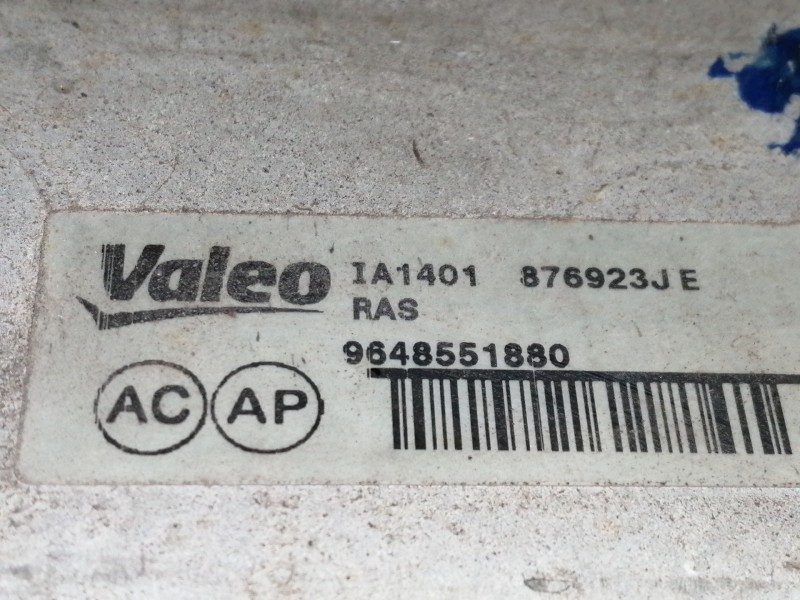 Valeo IA1401 876923J E
RAS
9648551880
AC AP